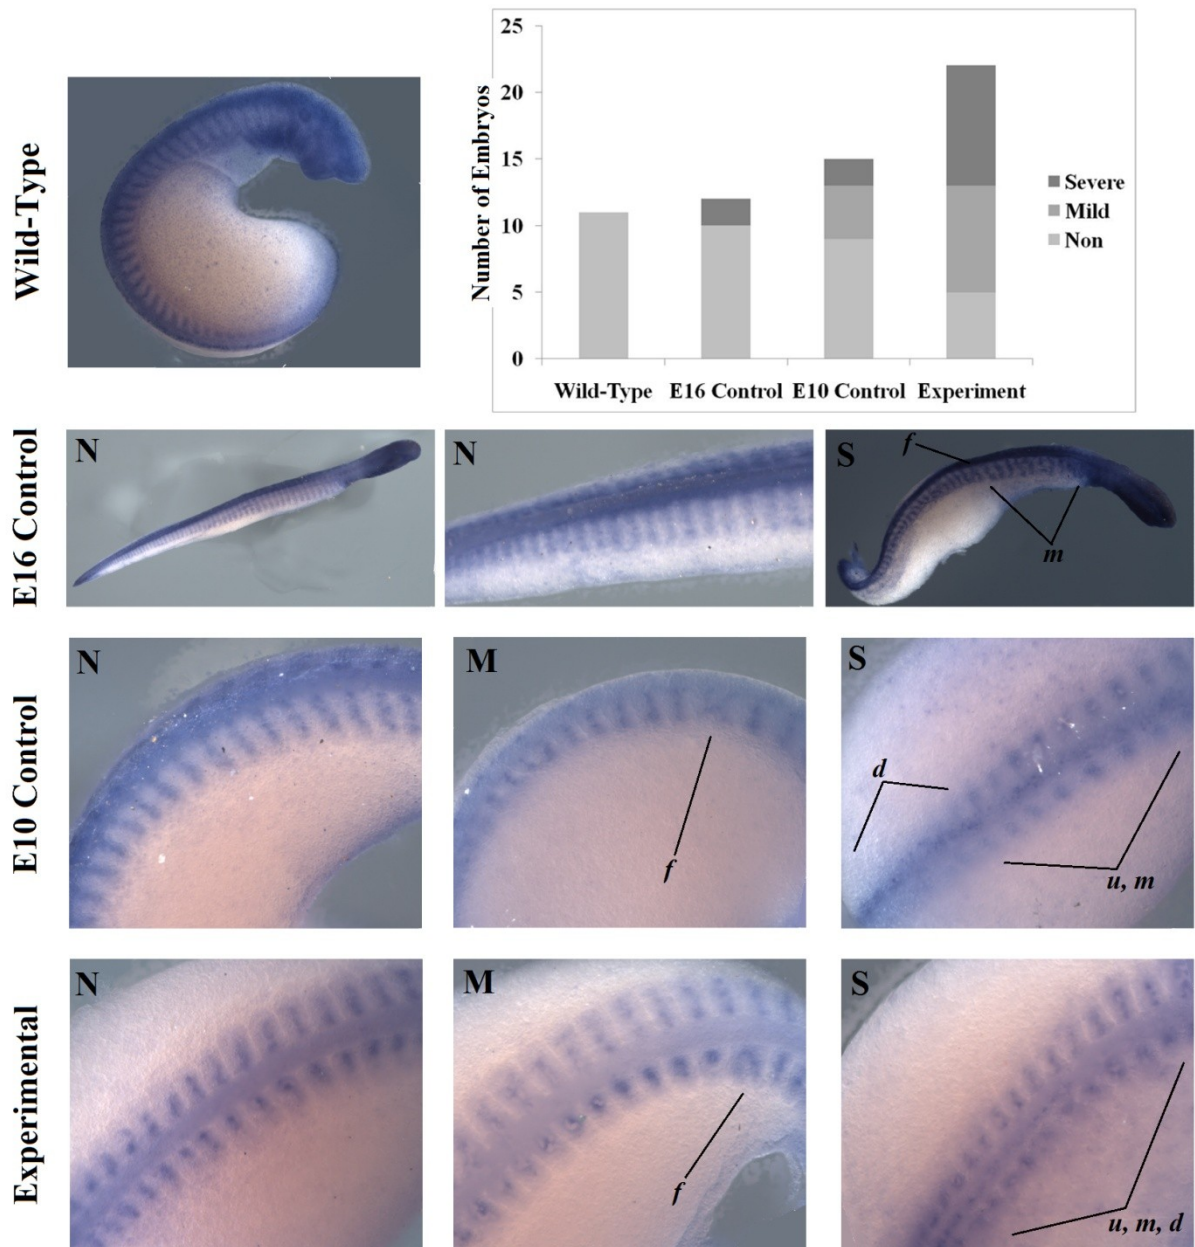 Wild-Type
25
20
15
10
5
0
Number of Embryos
Severe
Mild
Non
Wild-Type E16 Control E10 Control Experiment
E16 Control
N
N
S
f
m
E10 Control
N
M
S
f
d
u, m
Experimental
N
M
S
f
u, m, d